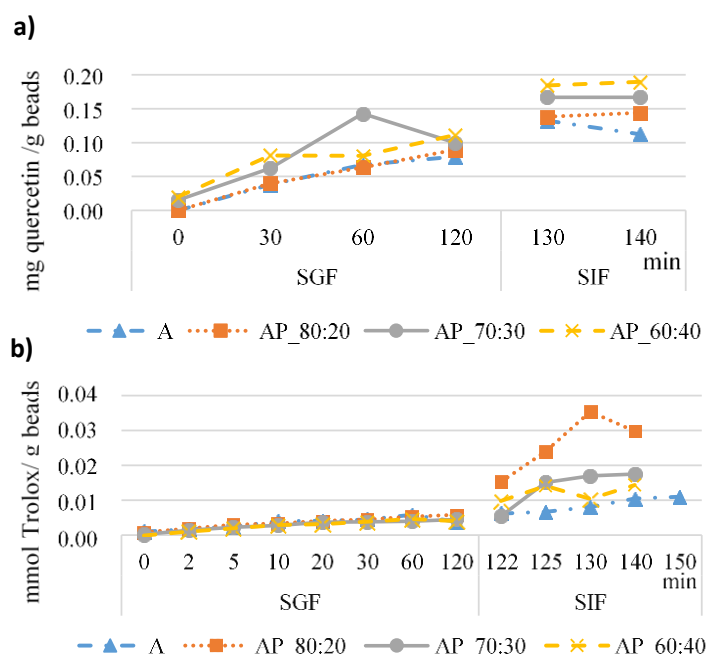 a)
mg quercetin /g beads
0.20
0.15
0.10
0.05
0.00
0 30 60 120 130 140
min
SGF SIF
A AP_80:20 AP_70:30 AP_60:40
b)
mmol Trolox/ g beads
0.04
0.03
0.02
0.01
0.00
0 2 5 10 20 30 60 120 122 125 130 140 150
min
SGF SIF
A AP_80:20 AP_70:30 AP_60:40